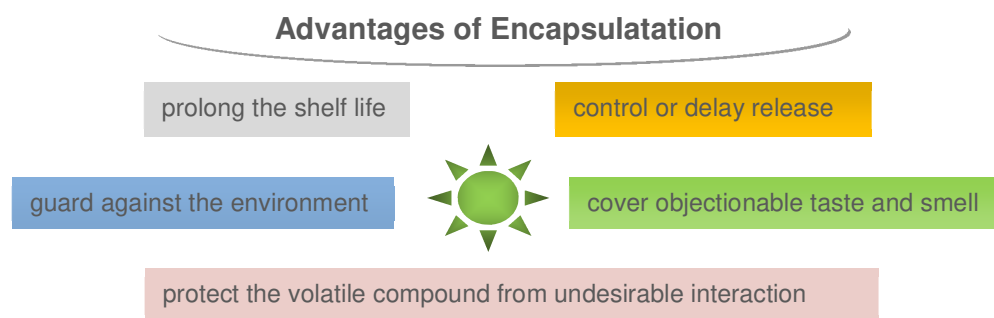 Advantages of Encapsulatation
prolong the shelf life
control or delay release
guard against the environment
cover objectionable taste and smell
protect the volatile compound from undesirable interaction